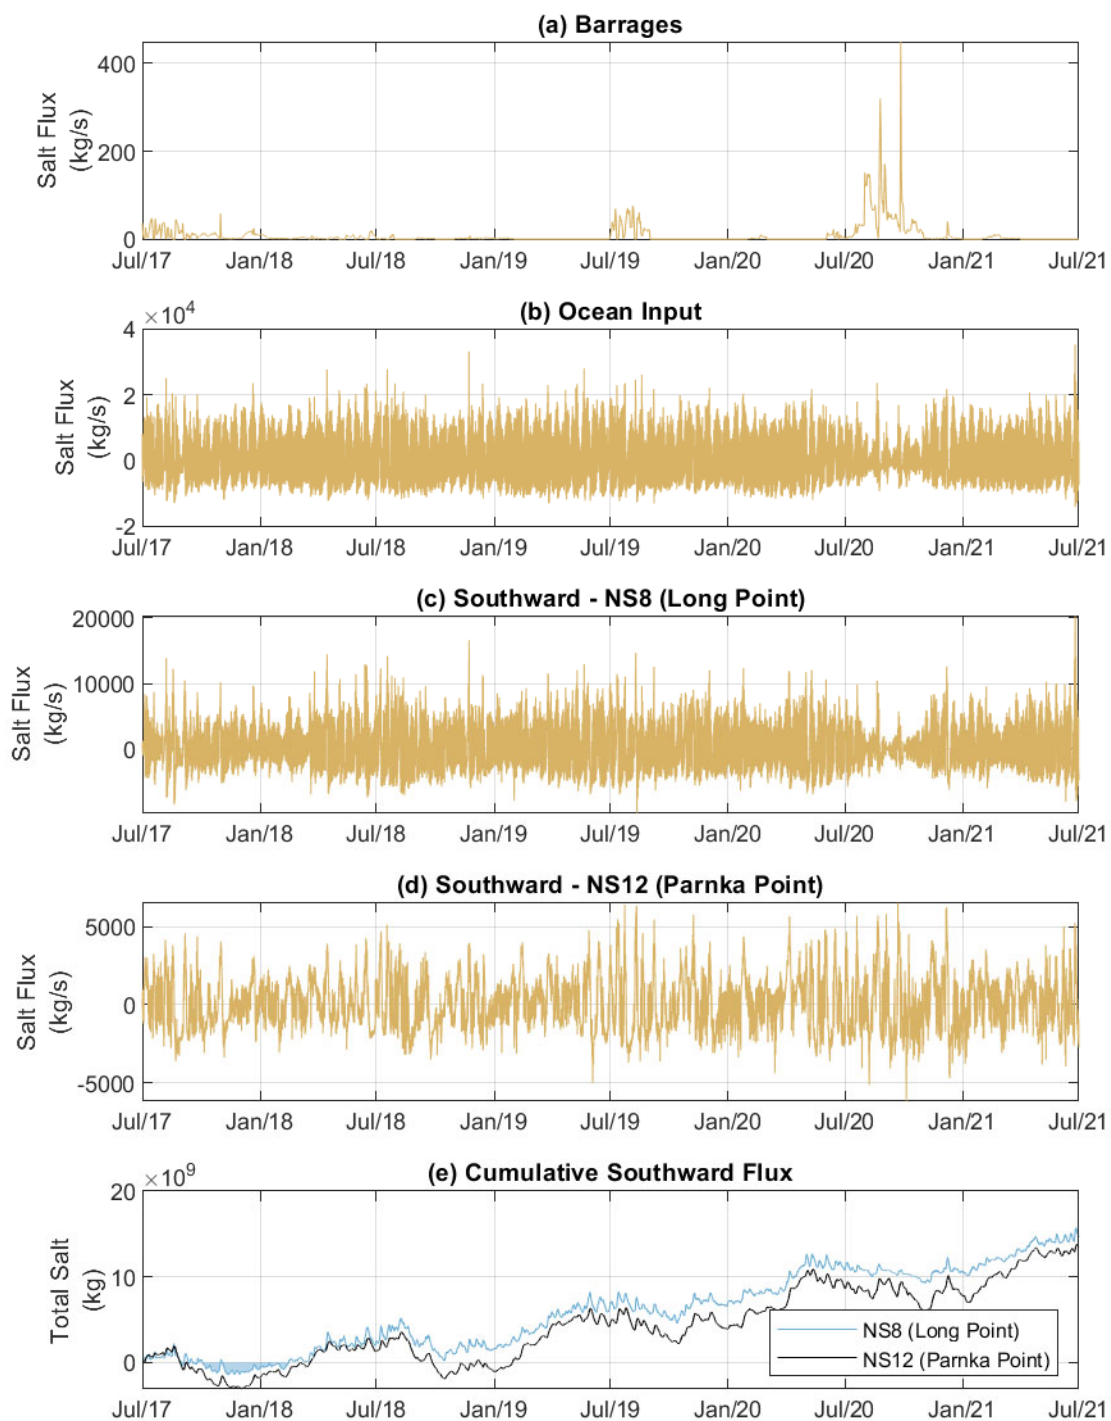 (a) Barrages
400
200
0
Salt Flux
(kg/s)
Jul/17 Jan/18 Jul/18 Jan/19 Jul/19 Jan/20 Jul/20 Jan/21 Jul/21
×10⁴
(b) Ocean Input
4
2
0
-2
Salt Flux
(kg/s)
Jul/17 Jan/18 Jul/18 Jan/19 Jul/19 Jan/20 Jul/20 Jan/21 Jul/21
(c) Southward - NS8 (Long Point)
20000
10000
0
Salt Flux
(kg/s)
Jul/17 Jan/18 Jul/18 Jan/19 Jul/19 Jan/20 Jul/20 Jan/21 Jul/21
(d) Southward - NS12 (Parnka Point)
5000
0
-5000
Salt Flux
(kg/s)
Jul/17 Jan/18 Jul/18 Jan/19 Jul/19 Jan/20 Jul/20 Jan/21 Jul/21
×10⁹
(e) Cumulative Southward Flux
20
10
0
Total Salt
(kg)
NS8 (Long Point)
NS12 (Parnka Point)
Jul/17 Jan/18 Jul/18 Jan/19 Jul/19 Jan/20 Jul/20 Jan/21 Jul/21